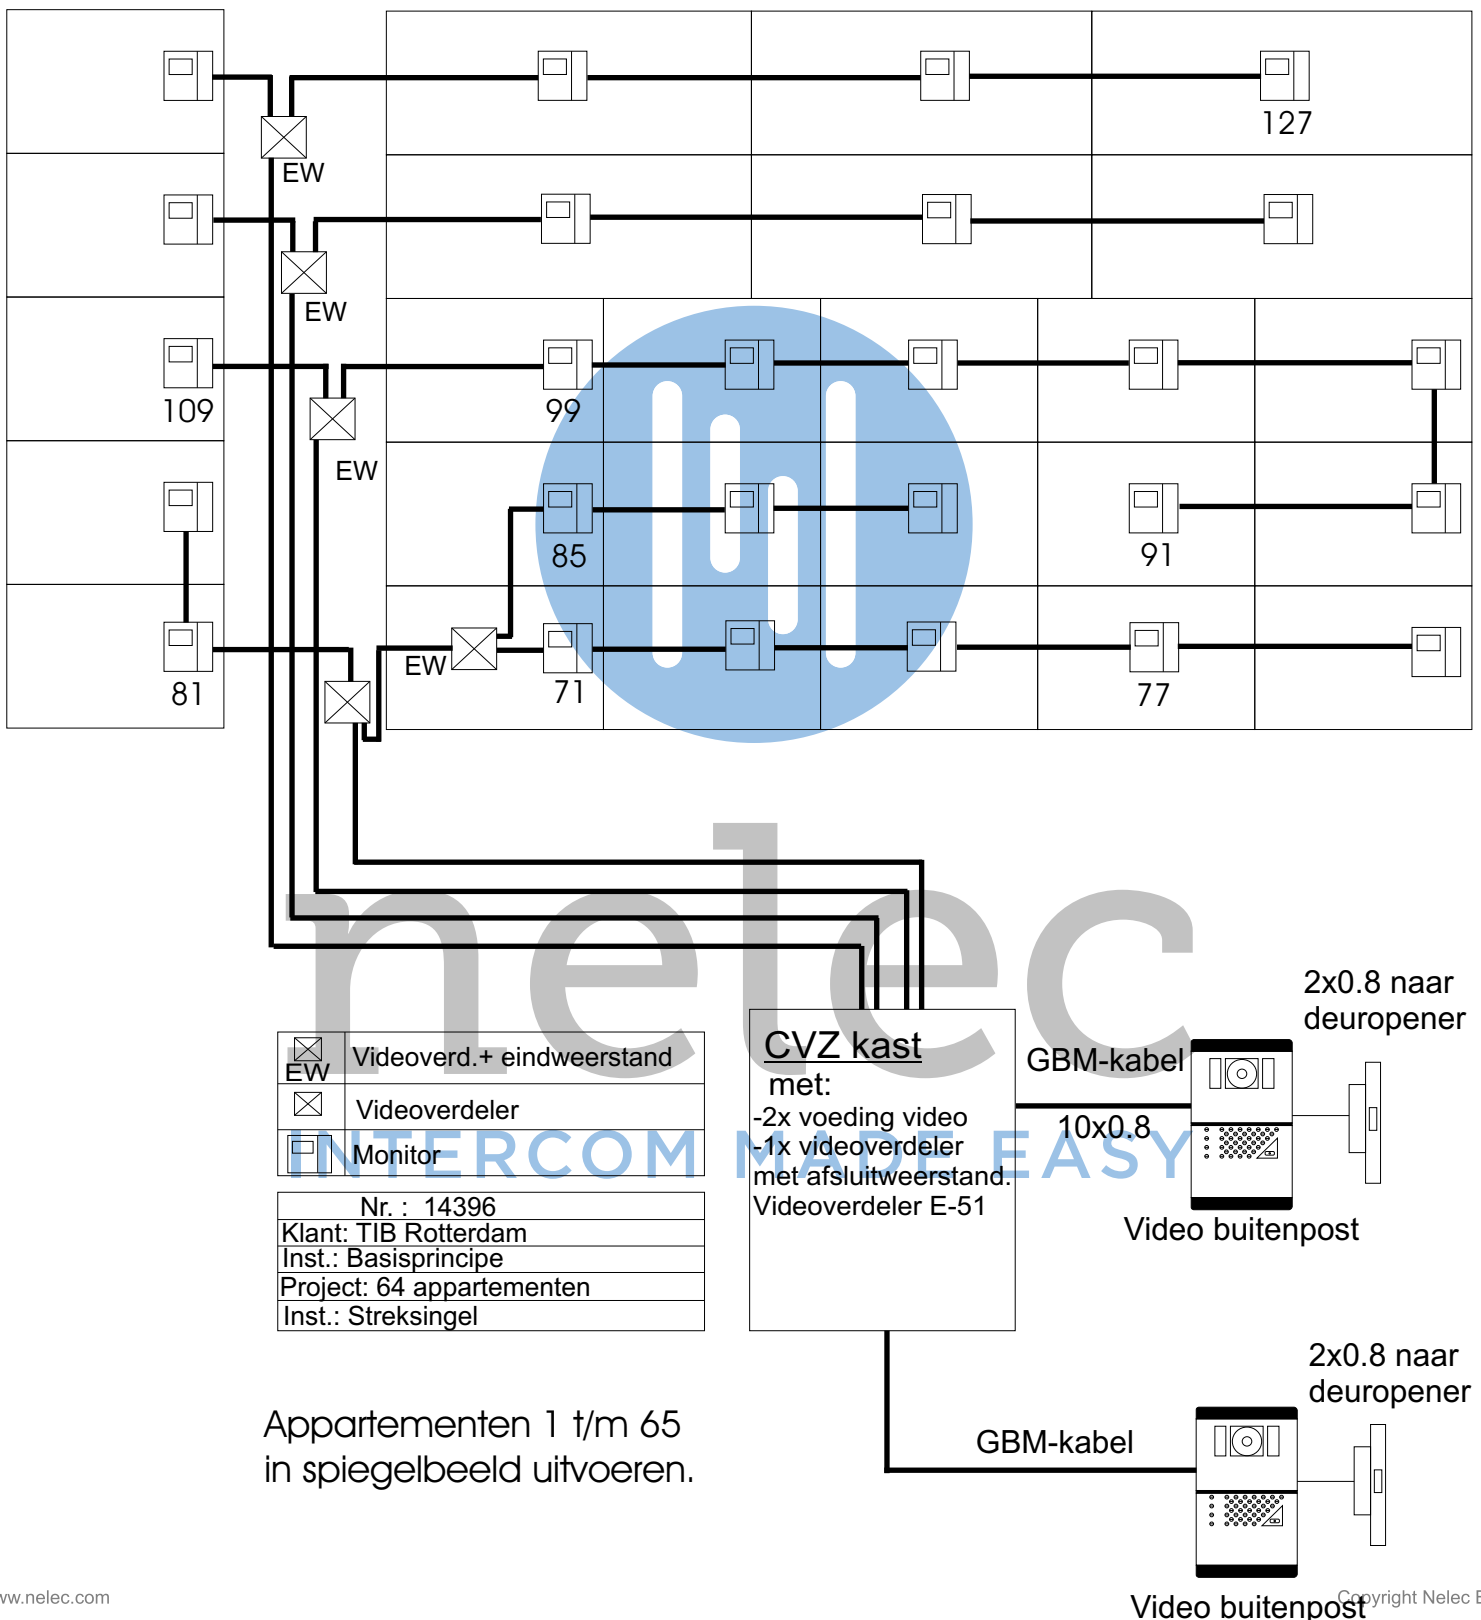 127
EW
EW
109
99
EW
85
91
EW
81
71
77
nelec
INTERCOM MADE EASY
2x0.8 naar
deuropener
EW
Videoverd.+ eindweerstand
Videoverdeler
Monitor
CVZ kast
met:
-2x voeding video
-1x videoverdeler
met afsluitweerstand.
Videoverdeler E-51
GBM-kabel
10x0.8
Video buitenpost
Nr. : 14396
Klant: TIB Rotterdam
Inst.: Basisprincipe
Project: 64 appartementen
Inst.: Streksingel
2x0.8 naar
deuropener
Appartementen 1 t/m 65
in spiegelbeeld uitvoeren.
GBM-kabel
Video buitenpost
ww.nelec.com
Copyright Nelec